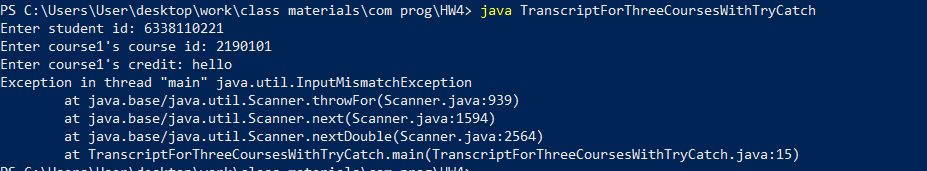 PS C:\Users\User\desktop\work\class materials\com prog\HW4> java TranscriptForThreeCoursesWithTryCatch
Enter student id: 6338110221
Enter course1's course id: 2190101
Enter course1's credit: hello
Exception in thread "main" java.util.InputMismatchException
        at java.base/java.util.Scanner.throwFor(Scanner.java:939)
        at java.base/java.util.Scanner.next(Scanner.java:1594)
        at java.base/java.util.Scanner.nextDouble(Scanner.java:2564)
        at TranscriptForThreeCoursesWithTryCatch.main(TranscriptForThreeCoursesWithTryCatch.java:15)
PS C:\Users\User\desktop\work\class materials\com prog\HW4>